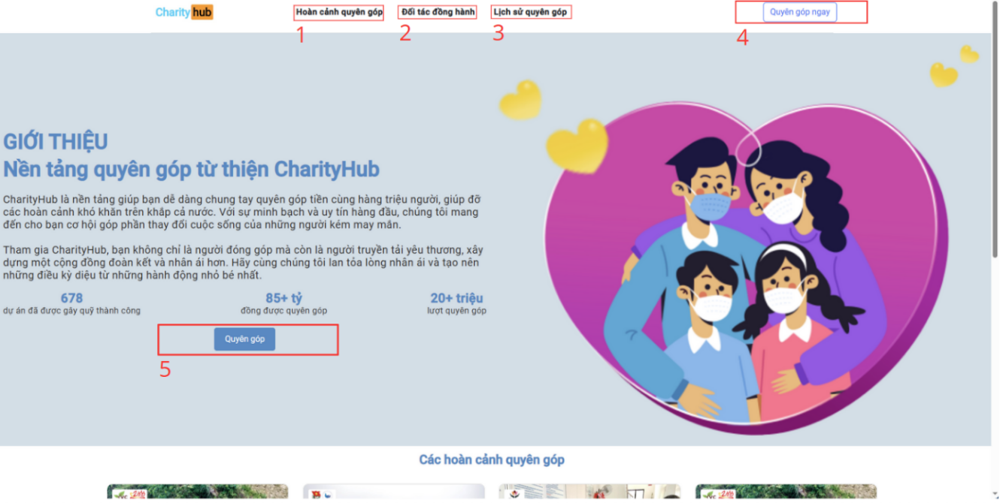 Charity hub
Hoàn cảnh quyên góp
Đối tác đồng hành
Lịch sử quyên góp
Quyên góp ngay
1
2
3
4
GIỚI THIỆU
Nền tảng quyên góp từ thiện CharityHub
CharityHub là nền tảng giúp bạn dễ dàng chung tay quyên góp tiền cùng hàng triệu người, giúp đỡ
các hoàn cảnh khó khăn trên khắp cả nước. Với sự minh bạch và uy tín hàng đầu, chúng tôi mang
đến cho bạn cơ hội góp phần thay đổi cuộc sống của những người kém may mắn.
Tham gia CharityHub, bạn không chỉ là người đóng góp mà còn là người truyền tải yêu thương, xây
dựng một cộng đồng đoàn kết và nhân ái hơn. Hãy cùng chúng tôi lan tỏa lòng nhân ái và tạo nên
những điều kỳ diệu từ những hành động nhỏ bé nhất.
678
dự án đã được gây quỹ thành công
85+ tỷ
đồng được quyên góp
20+ triệu
lượt quyên góp
Quyên góp
5
Các hoàn cảnh quyên góp